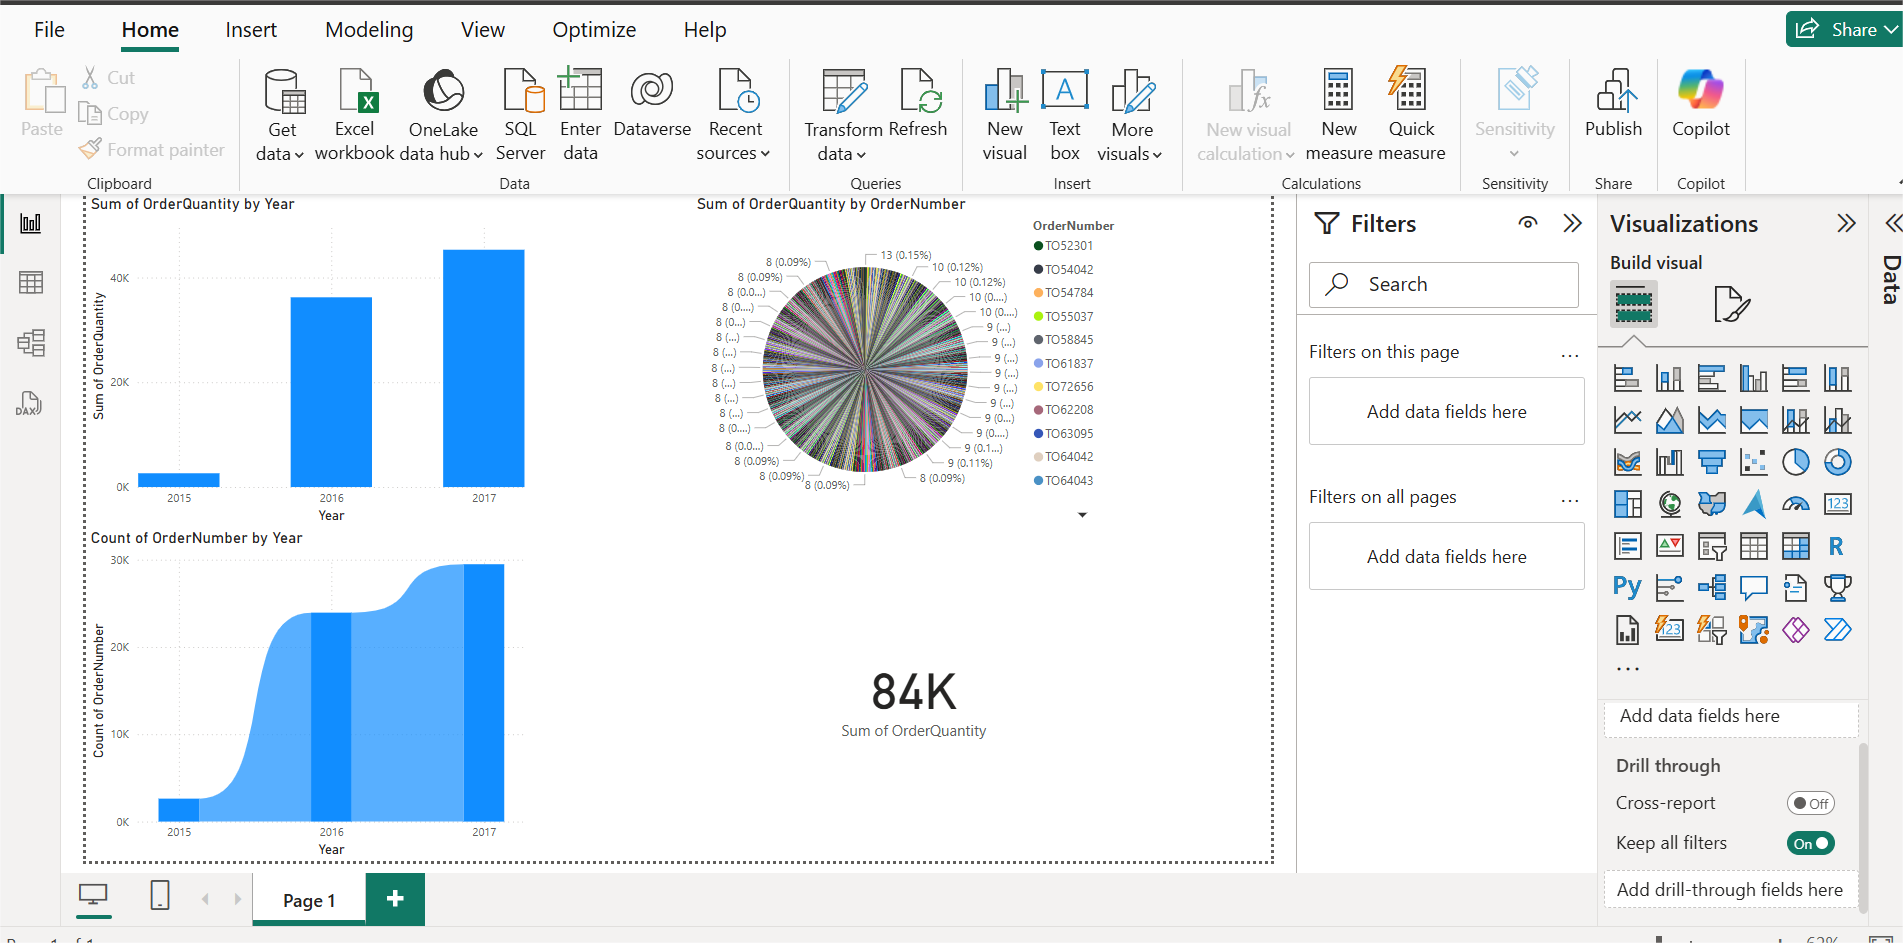 File Home Insert Modeling View Optimize Help Share
Paste
Cut
Copy
Format painter
Clipboard
Get data
Excel workbook
OneLake data hub
SQL Server
Enter data
Dataverse
Recent sources
Data
Transform data
Refresh
Queries
New visual
Text box
More visuals
Insert
New visual calculation
New measure
Quick measure
Calculations
Sensitivity
Sensitivity
Publish
Share
Copilot
Copilot
DAX
Sum of OrderQuantity by Year
Sum of OrderQuantity
40K
20K
0K
2015 2016 2017
Year
Sum of OrderQuantity by OrderNumber
13 (0.15%)
10 (0.12%)
10 (0.12%)
10 (0....)
10 (0....)
9 (...)
9 (...)
9 (...)
9 (...)
9 (...)
9 (...)
9 (0...)
9 (0....)
9 (0.1...)
9 (0.11%)
8 (0.09%)
8 (0.09%)
8 (0.09%)
8 (0.09%)
8 (0.0...)
8 (0....)
8 (...)
8 (...)
8 (...)
8 (...)
8 (...)
8 (...)
8 (0...)
8 (0....)
8 (0.0...)
8 (0.09%)
8 (0.09%)
OrderNumber
TO52301
TO54042
TO54784
TO55037
TO58845
TO61837
TO72656
TO62208
TO63095
TO64042
TO64043
Count of OrderNumber by Year
Count of OrderNumber
30K
20K
10K
0K
2015 2016 2017
Year
84K
Sum of OrderQuantity
Filters
Search
Filters on this page ...
Add data fields here
Filters on all pages ...
Add data fields here
Visualizations
Build visual
123
R
Py
123
...
Add data fields here
Drill through
Cross-report Off
Keep all filters On
Add drill-through fields here
Data
Page 1 +